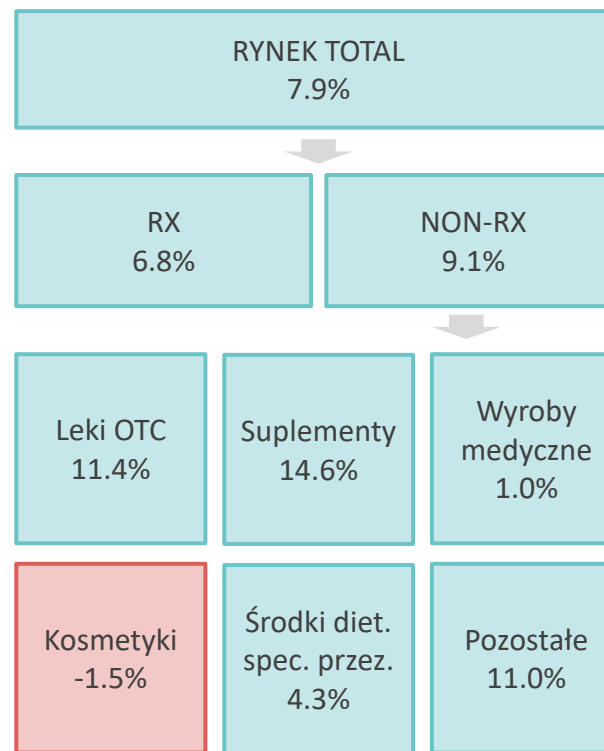 RYNEK TOTAL
7.9%
RX
6.8%
NON-RX
9.1%
Leki OTC
11.4%
Suplementy
14.6%
Wyroby
medyczne
1.0%
Kosmetyki
-1.5%
Środki diet.
spec. przez.
4.3%
Pozostałe
11.0%